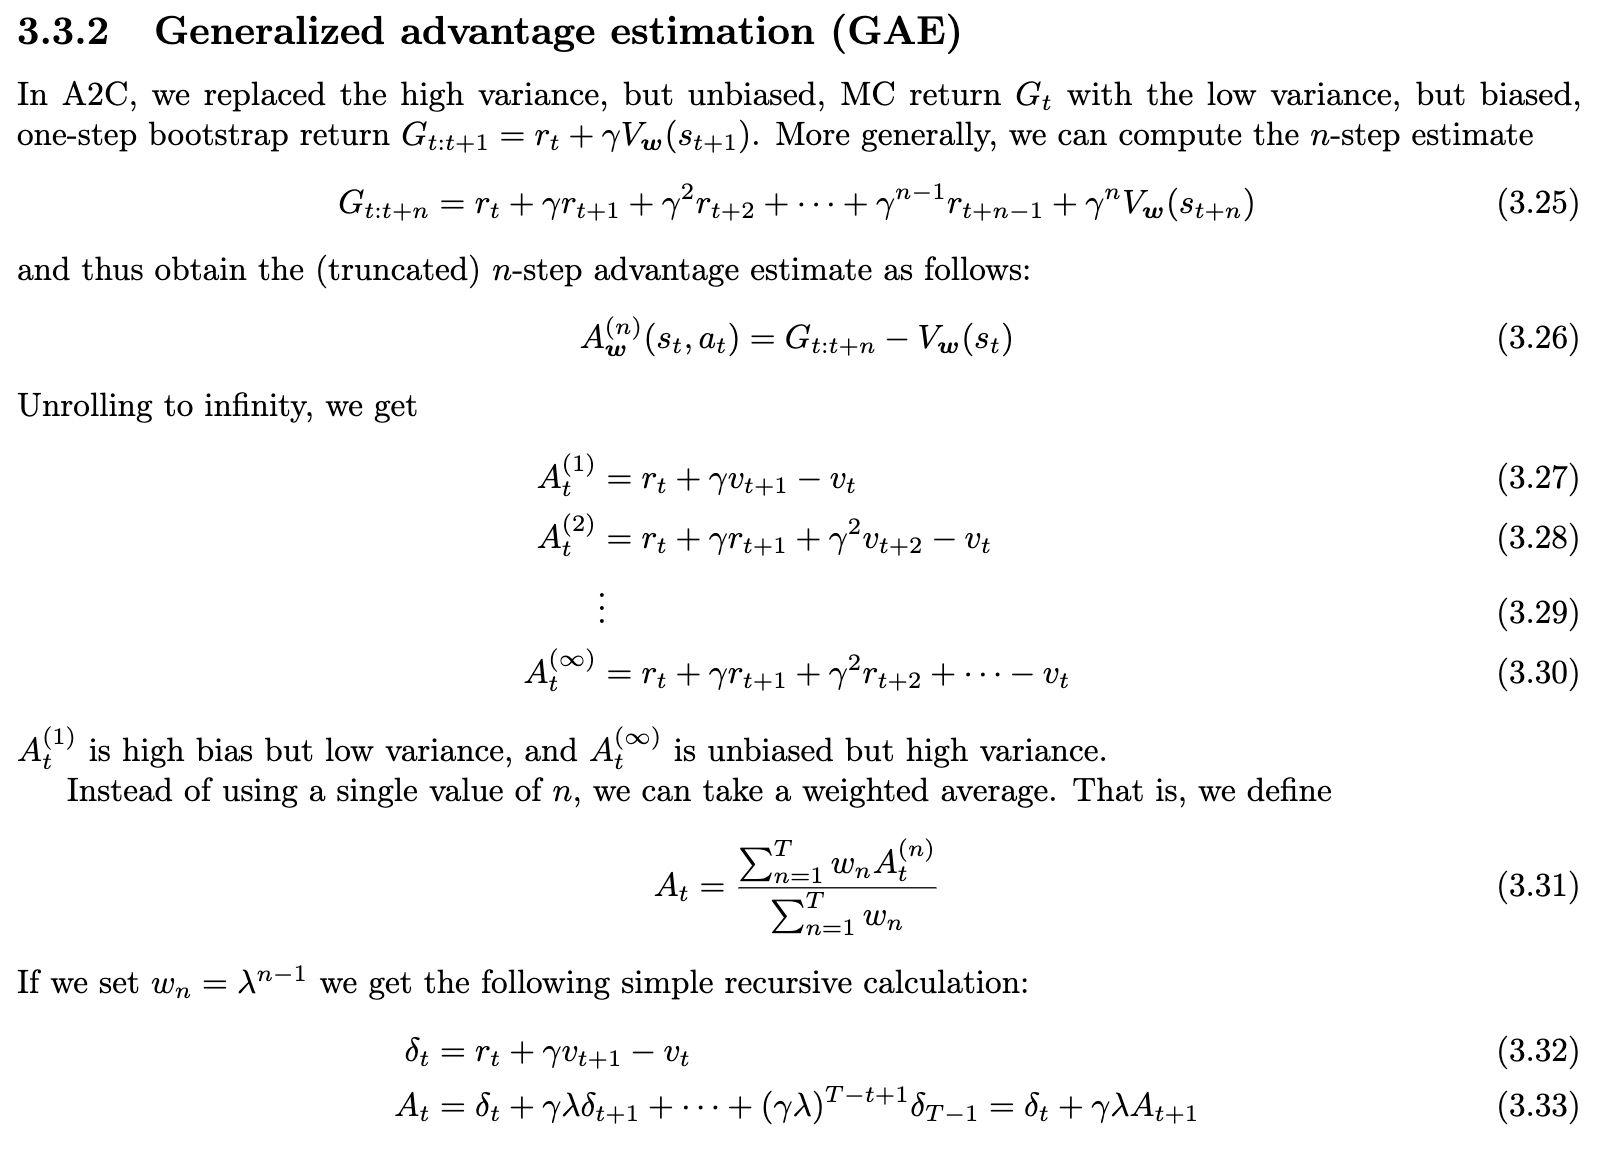 3.3.2 Generalized advantage estimation (GAE)
In A2C, we replaced the high variance, but unbiased, MC return $G_t$ with the low variance, but biased,
one-step bootstrap return $G_{t:t+1} = r_t + \gamma V_{\boldsymbol{w}}(s_{t+1})$. More generally, we can compute the $n$-step estimate
$G_{t:t+n} = r_t + \gamma r_{t+1} + \gamma^2 r_{t+2} + \cdots + \gamma^{n-1} r_{t+n-1} + \gamma^n V_{\boldsymbol{w}}(s_{t+n})$ (3.25)
and thus obtain the (truncated) $n$-step advantage estimate as follows:
$A_{\boldsymbol{w}}^{(n)}(s_t, a_t) = G_{t:t+n} - V_{\boldsymbol{w}}(s_t)$ (3.26)
Unrolling to infinity, we get
$A_t^{(1)} = r_t + \gamma v_{t+1} - v_t$ (3.27)
$A_t^{(2)} = r_t + \gamma r_{t+1} + \gamma^2 v_{t+2} - v_t$ (3.28)
$\vdots$ (3.29)
$A_t^{(\infty)} = r_t + \gamma r_{t+1} + \gamma^2 r_{t+2} + \cdots - v_t$ (3.30)
$A_t^{(1)}$ is high bias but low variance, and $A_t^{(\infty)}$ is unbiased but high variance.
Instead of using a single value of $n$, we can take a weighted average. That is, we define
$A_t = \frac{\sum_{n=1}^{T} w_n A_t^{(n)}}{\sum_{n=1}^{T} w_n}$ (3.31)
If we set $w_n = \lambda^{n-1}$ we get the following simple recursive calculation:
$\delta_t = r_t + \gamma v_{t+1} - v_t$ (3.32)
$A_t = \delta_t + \gamma\lambda\delta_{t+1} + \cdots + (\gamma\lambda)^{T-t+1}\delta_{T-1} = \delta_t + \gamma\lambda A_{t+1}$ (3.33)